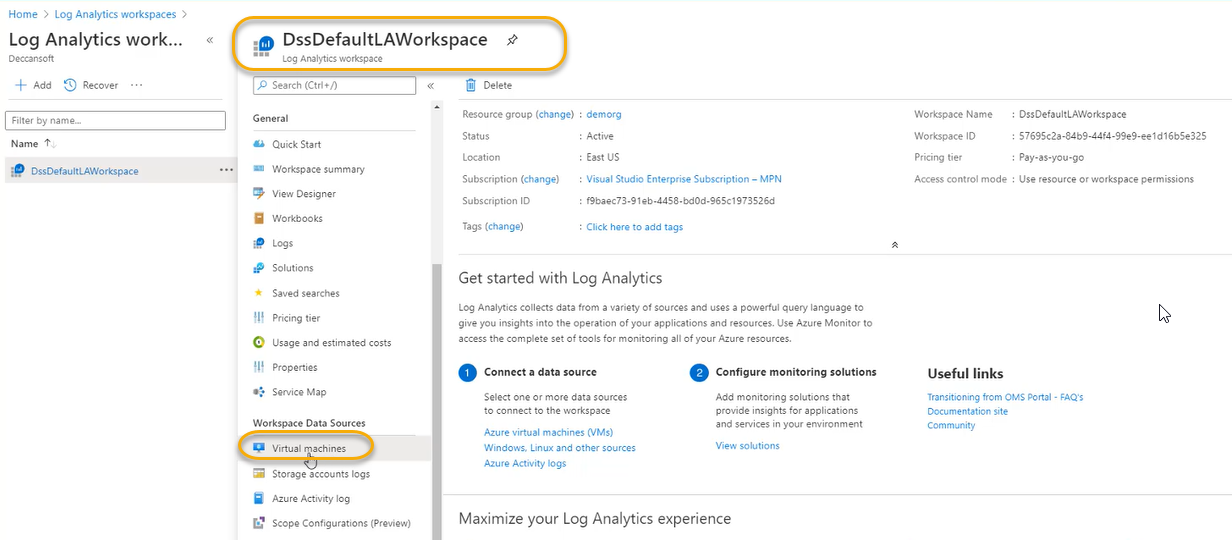 Home > Log Analytics workspaces >
Log Analytics work... «
Deccansoft
+ Add Recover ...
Filter by name...
Name ↑↓
DssDefaultLAWorkspace ...
DssDefaultLAWorkspace
Log Analytics workspace
Search (Ctrl+/) «
General
Quick Start
Workspace summary
View Designer
Workbooks
Logs
Solutions
Saved searches
Pricing tier
Usage and estimated costs
Properties
Service Map
Workspace Data Sources
Virtual machines
Storage accounts logs
Azure Activity log
Scope Configurations (Preview)
Delete
Resource group (change) : demorg
Status : Active
Location : East US
Subscription (change) : Visual Studio Enterprise Subscription – MPN
Subscription ID : f9baec73-91eb-4458-bd0d-965c1973526d
Tags (change) : Click here to add tags
Workspace Name : DssDefaultLAWorkspace
Workspace ID : 57695c2a-84b9-44f4-99e9-ee1d16b5e325
Pricing tier : Pay-as-you-go
Access control mode : Use resource or workspace permissions
Get started with Log Analytics
Log Analytics collects data from a variety of sources and uses a powerful query language to
give you insights into the operation of your applications and resources. Use Azure Monitor to
access the complete set of tools for monitoring all of your Azure resources.
1 Connect a data source
Select one or more data sources
to connect to the workspace
Azure virtual machines (VMs)
Windows, Linux and other sources
Azure Activity logs
2 Configure monitoring solutions
Add monitoring solutions that
provide insights for applications
and services in your environment
View solutions
Useful links
Transitioning from OMS Portal - FAQ's
Documentation site
Community
Maximize your Log Analytics experience